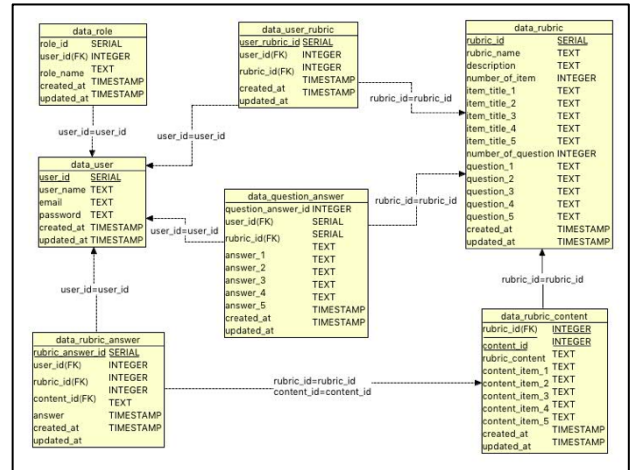 data_role
role_id SERIAL
user_id(FK) INTEGER
role_name TEXT
created_at TIMESTAMP
updated_at TIMESTAMP
user_id=user_id
data_user_rubric
user_rubric_id SERIAL
user_id(FK) INTEGER
rubric_id(FK) INTEGER
created_at TIMESTAMP
updated_at TIMESTAMP
user_id=user_id
rubric_id=rubric_id
data_rubric
rubric_id SERIAL
rubric_name TEXT
description TEXT
number_of_item INTEGER
item_title_1 TEXT
item_title_2 TEXT
item_title_3 TEXT
item_title_4 TEXT
item_title_5 TEXT
number_of_question INTEGER
question_1 TEXT
question_2 TEXT
question_3 TEXT
question_4 TEXT
question_5 TEXT
created_at TIMESTAMP
updated_at TIMESTAMP
data_user
user_id SERIAL
user_name TEXT
email TEXT
password TEXT
created_at TIMESTAMP
updated_at TIMESTAMP
user_id=user_id
data_question_answer
question_answer_id INTEGER
user_id(FK) SERIAL
rubric_id(FK) SERIAL
answer_1 TEXT
answer_2 TEXT
answer_3 TEXT
answer_4 TEXT
answer_5 TEXT
created_at TIMESTAMP
updated_at TIMESTAMP
rubric_id=rubric_id
user_id=user_id
rubric_id=rubric_id
data_rubric_answer
rubric_answer_id SERIAL
user_id(FK) INTEGER
rubric_id(FK) INTEGER
content_id(FK) INTEGER
answer TEXT
created_at TIMESTAMP
updated_at TIMESTAMP
rubric_id=rubric_id
content_id=content_id
data_rubric_content
rubric_id(FK) INTEGER
content_id INTEGER
rubric_content TEXT
content_item_1 TEXT
content_item_2 TEXT
content_item_3 TEXT
content_item_4 TEXT
content_item_5 TEXT
created_at TIMESTAMP
updated_at TIMESTAMP